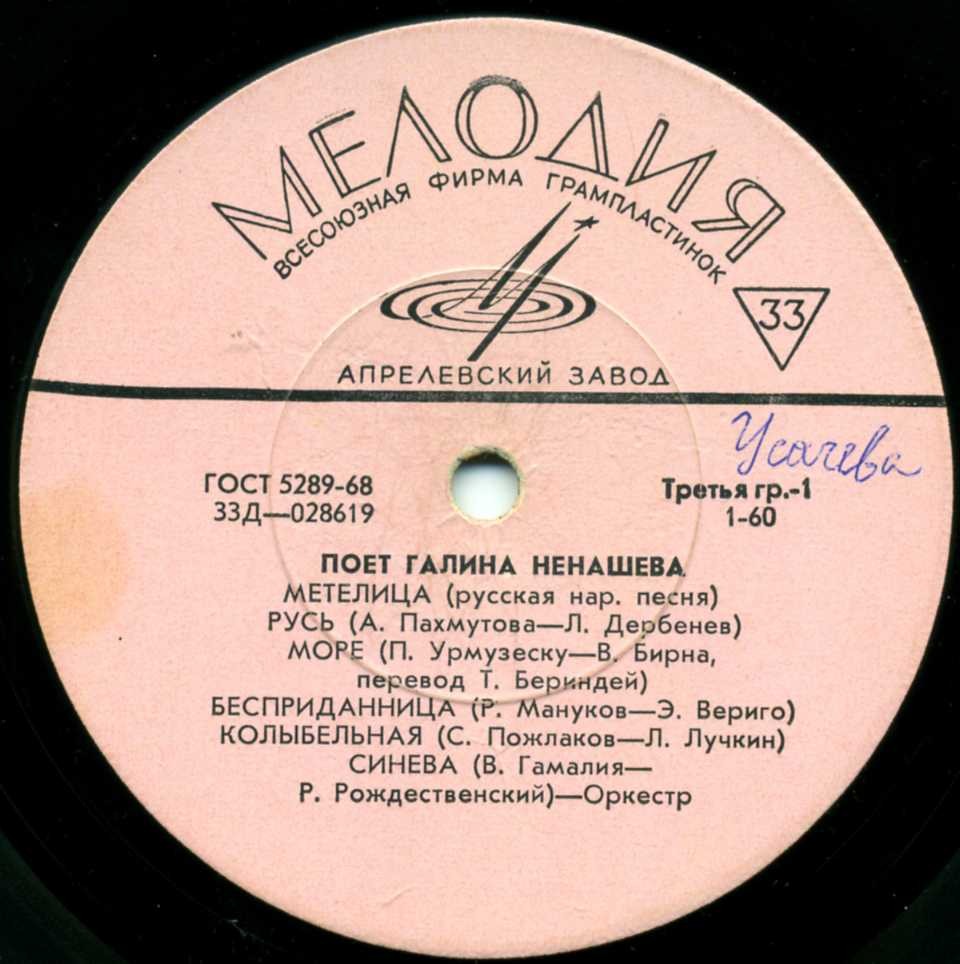 МЕЛОДИЯ
ВСЕСОЮЗНАЯ ФИРМА ГРАМПЛАСТИНОК
33
АПРЕЛЕВСКИЙ ЗАВОД
Усачева
ГОСТ 5289-68
Третья гр.-1
33Д—028619
1-60
ПОЕТ ГАЛИНА НЕНАШЕВА
МЕТЕЛИЦА (русская нар. песня)
РУСЬ (А. Пахмутова—Л. Дербенев)
МОРЕ (П. Урмузеску—В. Бирна,
перевод Т. Бериндей)
БЕСПРИДАННИЦА (Р. Мануков—Э. Вериго)
КОЛЫБЕЛЬНАЯ (С. Пожлаков—Л. Лучкин)
СИНЕВА (В. Гамалия—
Р. Рождественский)—Оркестр